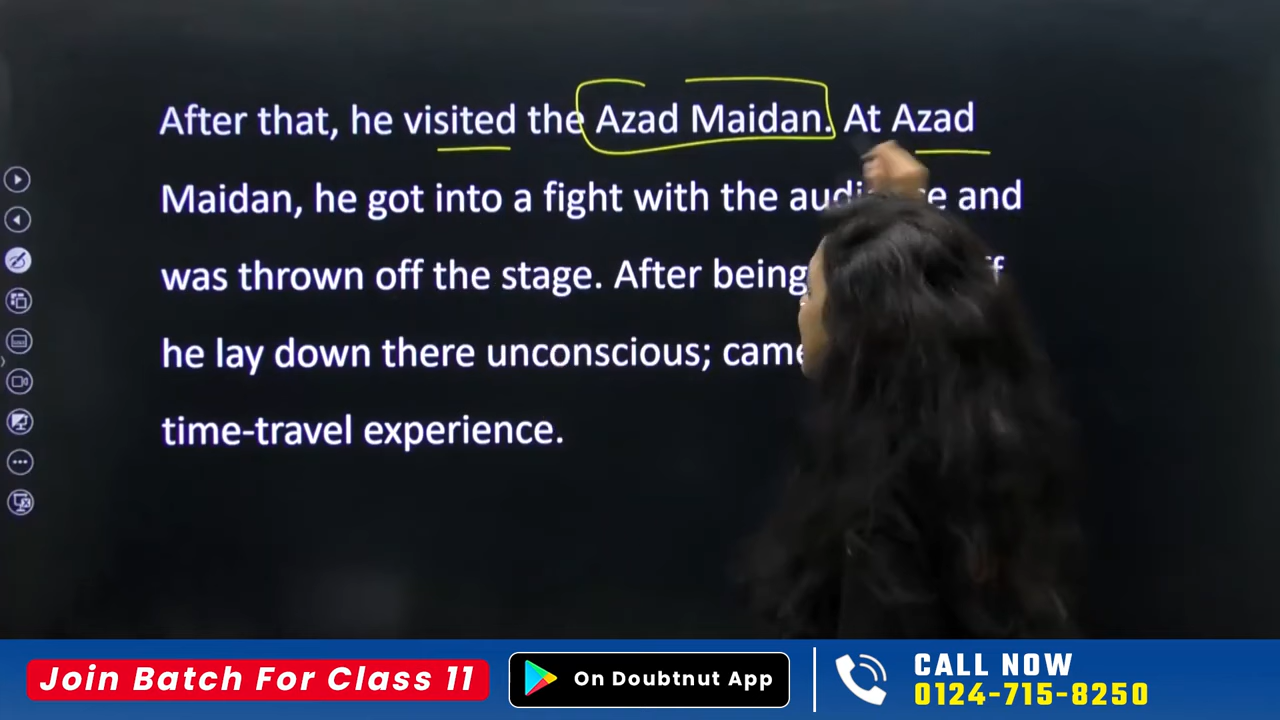 After that, he visited the Azad Maidan. At Azad
Maidan, he got into a fight with the and
was thrown off the stage. After being
he lay down there unconscious;
time-travel experience.
Join Batch For Class 11
On Doubtnut App
CALL NOW
0124-715-8250